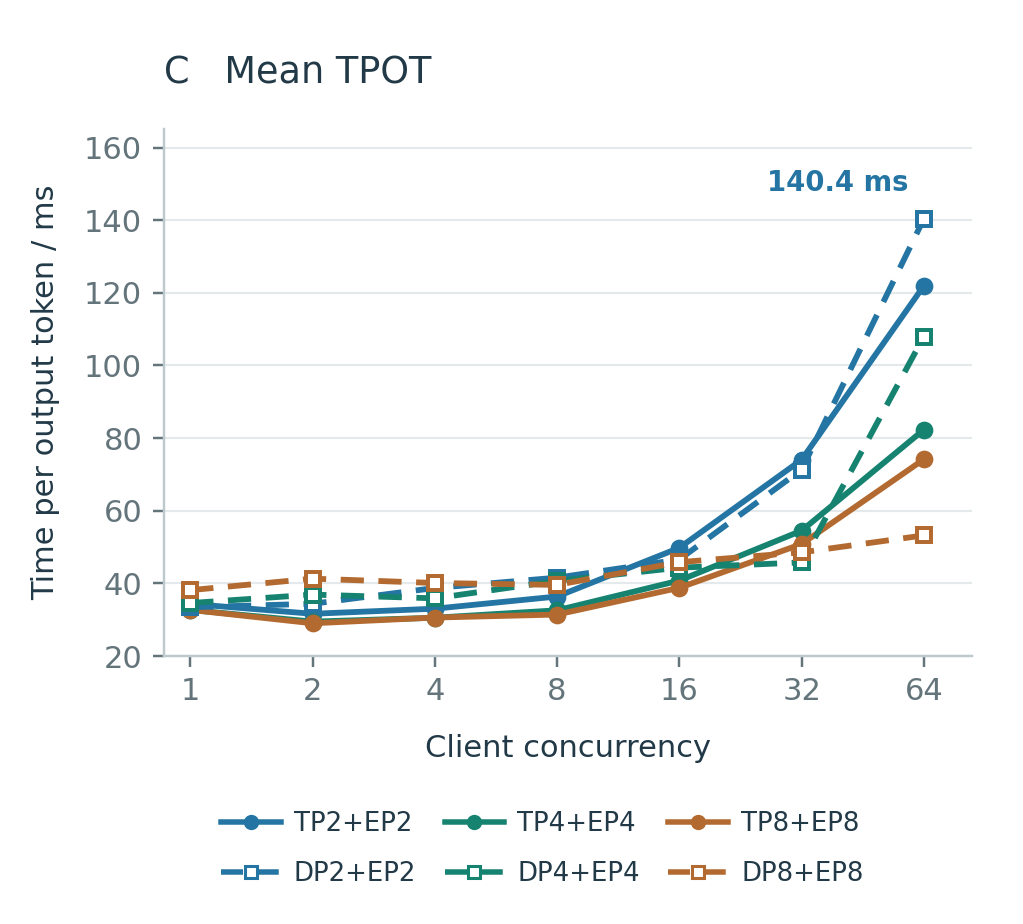 C Mean TPOT
140.4 ms
Time per output token / ms
160
140
120
100
80
60
40
20
1 2 4 8 16 32 64
Client concurrency
TP2+EP2 TP4+EP4 TP8+EP8
DP2+EP2 DP4+EP4 DP8+EP8